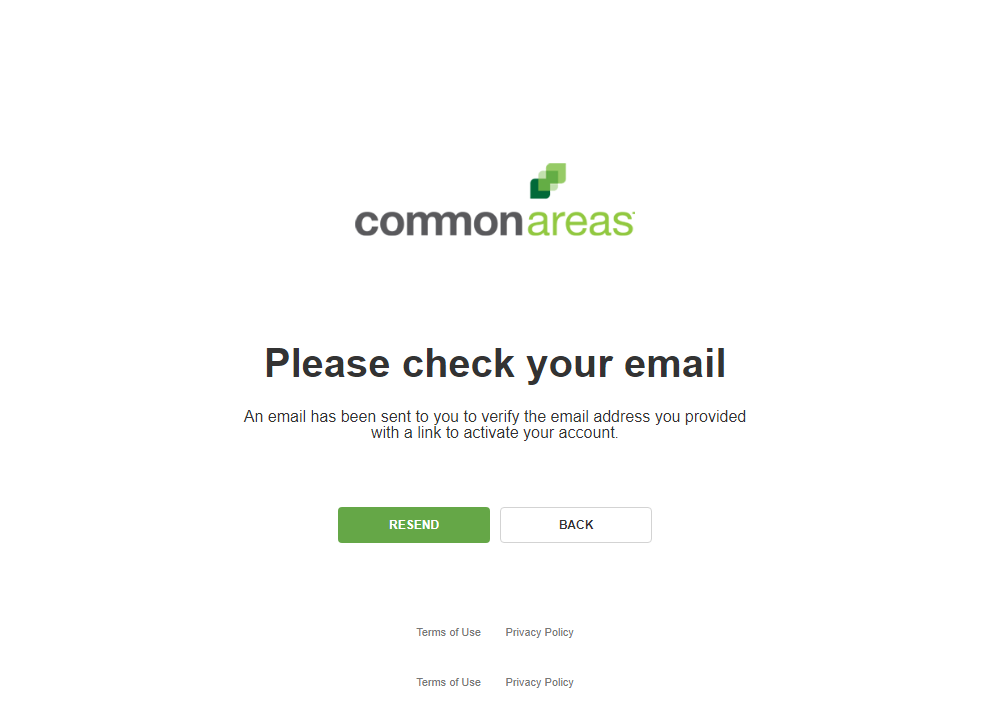 commonareas
Please check your email
An email has been sent to you to verify the email address you provided
with a link to activate your account.
RESEND BACK
Terms of Use Privacy Policy
Terms of Use Privacy Policy